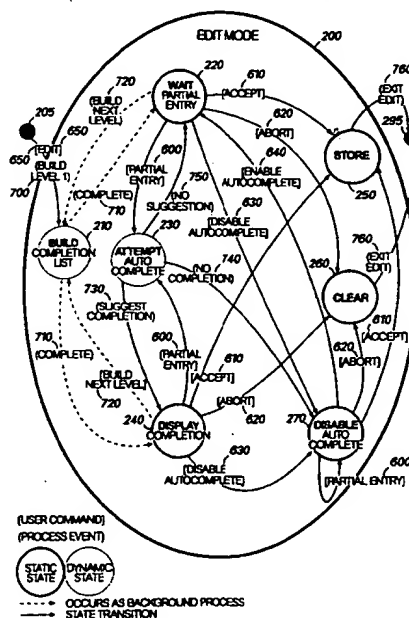 EDIT MODE
200
720
220
610
760
(BUILD
NEXT
LEVEL)
WAIT
PARTIAL
ENTRY
[ACCEPT]
(EXIT
EDIT)
205
650
620
[ABORT]
295
650
[EDIT]
(BUILD
LEVEL 1)
700
600
[PARTIAL
ENTRY]
750
640
[ENABLE
AUTOCOMPLETE]
STORE
250
(COMPLETE)
710
(NO
SUGGESTION)
230
630
[DISABLE
AUTOCOMPLETE]
760
(EXIT
EDIT)
210
BUILD
COMPLETION
LIST
ATTEMPT
AUTO
COMPLETE
740
(NO
COMPLETION)
260
CLEAR
730
(SUGGEST
COMPLETION)
710
(COMPLETE)
600
[PARTIAL
ENTRY]
610
[ACCEPT]
610
[ACCEPT]
620
[ABORT]
[BUILD
NEXT LEVEL]
720
[ABORT]
620
240
DISPLAY
COMPLETION
270
DISABLE
AUTO
COMPLETE
630
[DISABLE
AUTOCOMPLETE]
600
[PARTIAL ENTRY]
[USER COMMAND]
(PROCESS EVENT)
STATIC
STATE
DYNAMIC
STATE
OCCURS AS BACKGROUND PROCESS
STATE TRANSITION